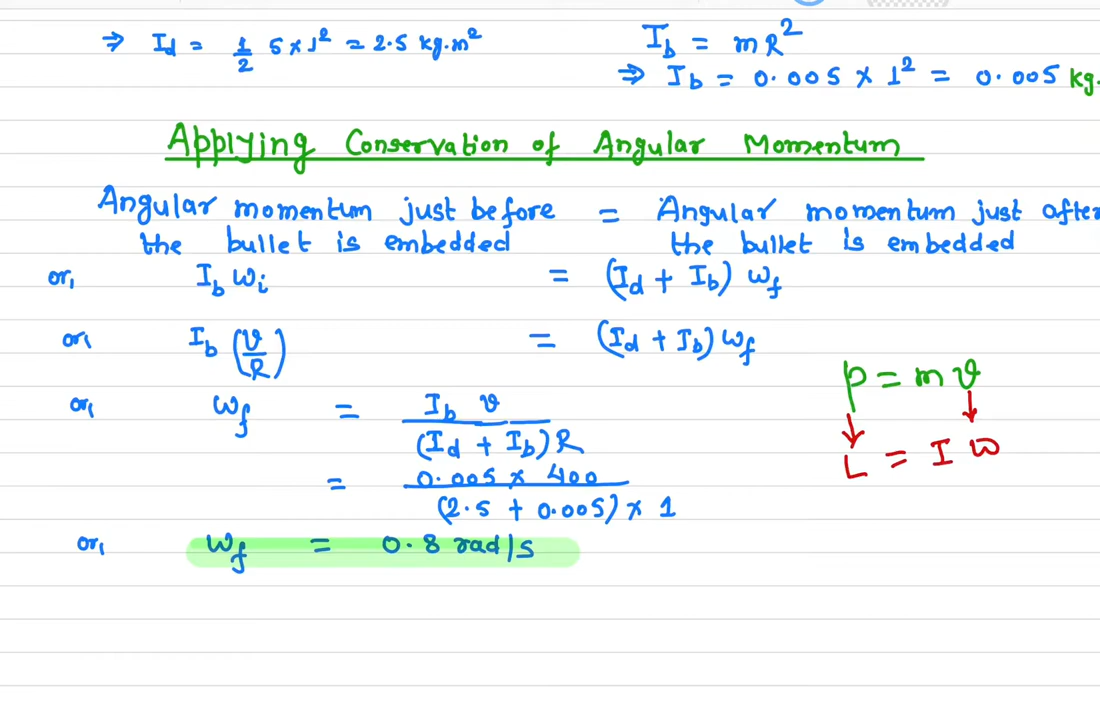 ⇒ Id = 1/2 5 × 1² = 2.5 kg.m²
Ib = mR²
⇒ Ib = 0.005 × 1² = 0.005 kg.
Applying Conservation of Angular Momentum
Angular momentum just before the bullet is embedded = Angular momentum just after the bullet is embedded
or, Ib ωi = (Id + Ib) ωf
or, Ib (v/R) = (Id + Ib) ωf
or, ωf = Ib v / (Id + Ib) R
= 0.005 × 400 / (2.5 + 0.005) × 1
or, ωf = 0.8 rad/s
p = mv
↓ ↓
L = I ω